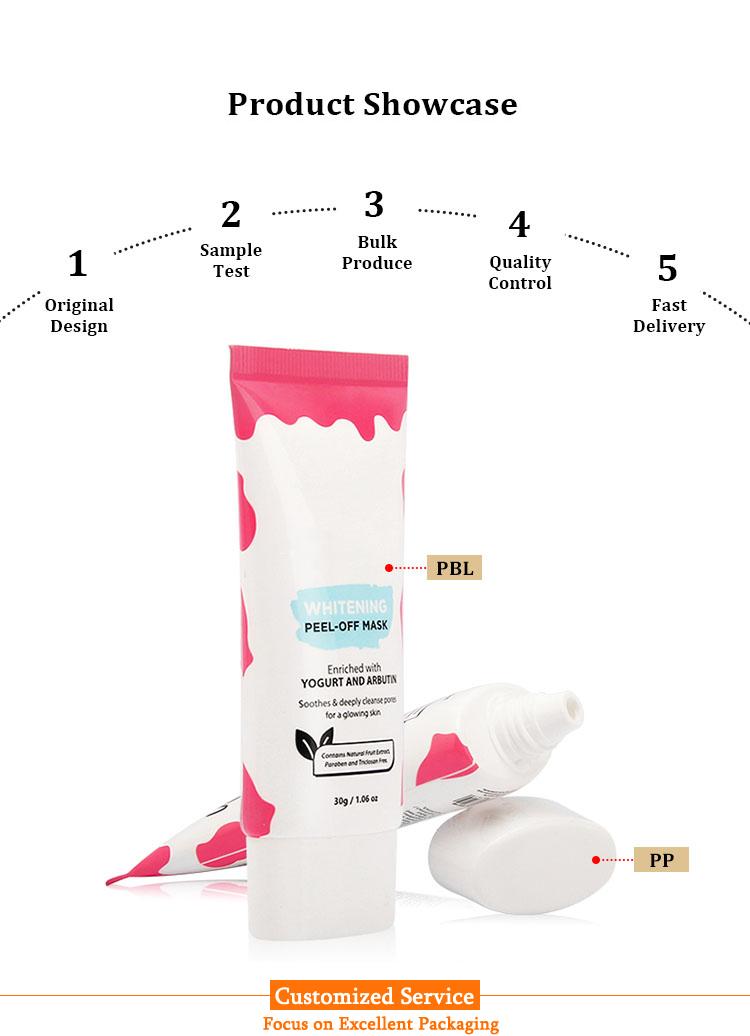 Product Showcase
1
Original
Design
2
Sample
Test
3
Bulk
Produce
4
Quality
Control
5
Fast
Delivery
PBL
WHITENING
PEEL-OFF MASK
Enriched with
YOGURT AND ARBUTIN
Soothes & deeply cleanse pores
for a glowing skin
Contains Natural Fruit Extract,
Paraben and Triclosan Free.
30g / 1.06 oz
PP
Customized Service
Focus on Excellent Packaging